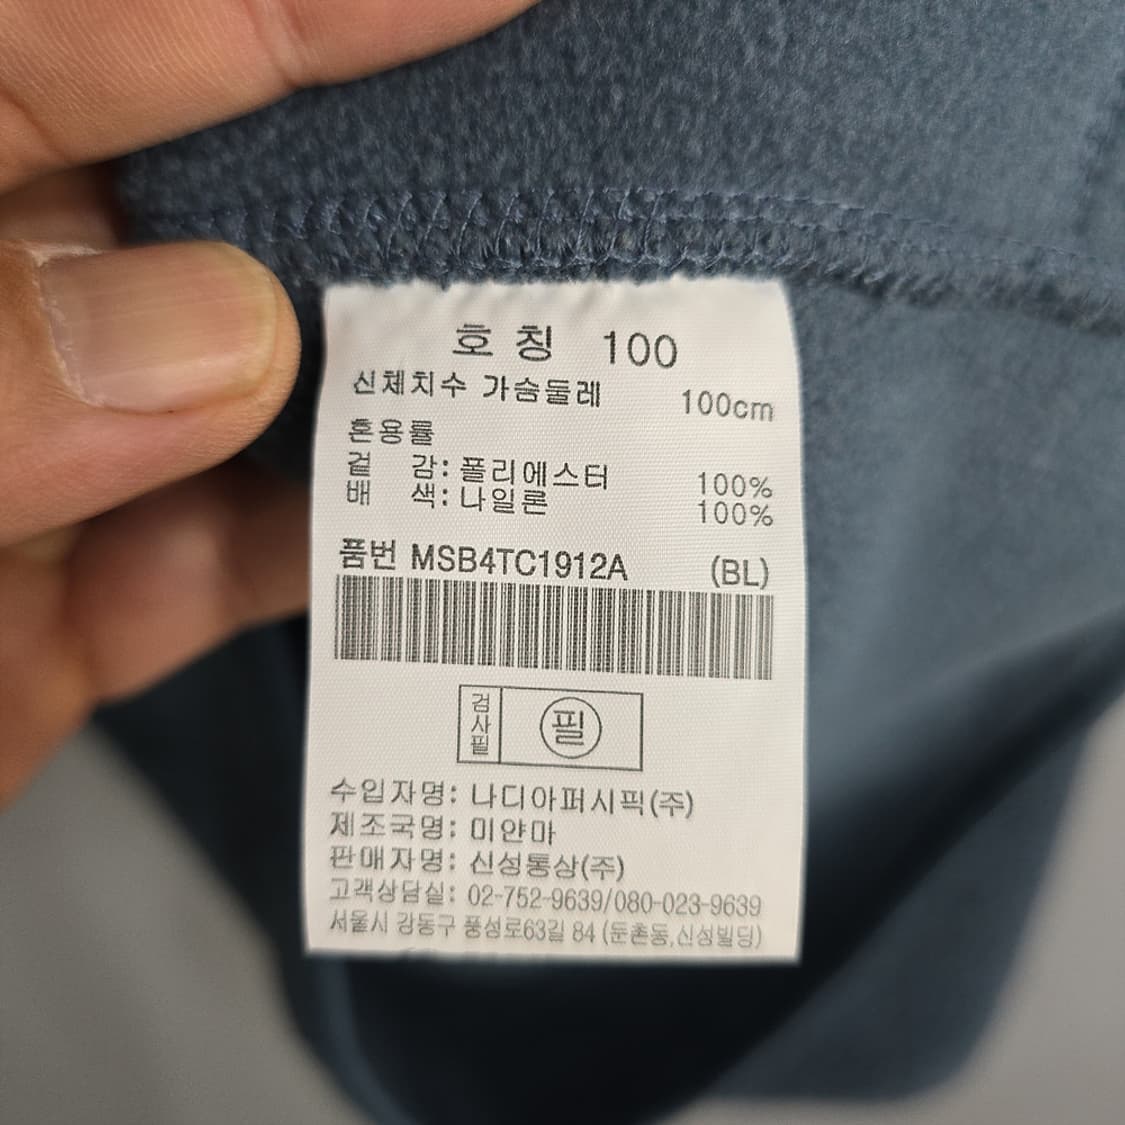 호 칭 100
신체치수 가슴둘레 100cm
혼용률
겉 감: 폴리에스터 100%
배 색: 나일론 100%
품번 MSB4TC1912A (BL)
검사필 필
수입자명: 나디아퍼시픽(주)
제조국명: 미얀마
판매자명: 신성통상(주)
고객상담실: 02-752-9639/080-023-9639
서울시 강동구 풍성로63길 84 (둔촌동,신성빌딩)